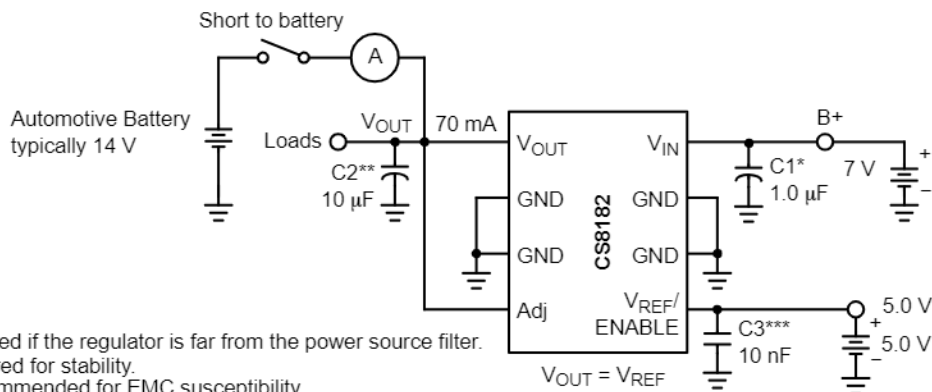 Short to battery
A
Automotive Battery
typically 14 V
Loads
VOUT
70 mA
C2**
10 μF
VOUT
GND
GND
Adj
CS8182
VIN
GND
GND
VREF/
ENABLE
B+
C1*
1.0 μF
7 V
+
−
C3***
10 nF
5.0 V
+
5.0 V
−
VOUT = VREF
ed if the regulator is far from the power source filter.
ed for stability.
mmended for EMC susceptibility